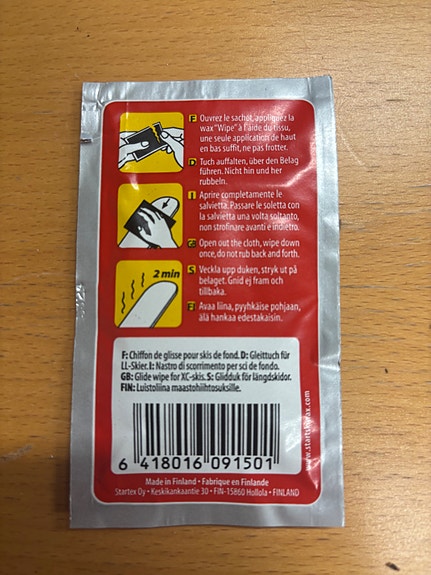 F Ouvrez le sachet, appliquez la
wax "Wipe" à l'aide du tissu,
une seule application de haut
en bas suffit, ne pas frotter.
D Tuch auffalten, über den Belag
führen. Nicht hin und her
rubbeln.
I Aprire completamente le
salvietta. Passare le soletta con
la salvietta una volta soltanto,
non strofinare avanti e indietro.
GB Open out the cloth, wipe down
once, do not rub back and forth.
2 min
S Veckla upp duken, stryk ut på
belaget. Gnid ej fram och
tillbaka.
FI Avaa liina, pyyhkäise pohjaan,
älä hankaa edestakaisin.
F: Chiffon de glisse pour skis de fond. D: Gleittuch für
LL-Skier. I: Nastro di scorrimento per sci de fondo.
GB: Glide wipe for XC-skis. S: Glidduk för längdskidor.
FIN: Luistoliina maastohiihtosuksille.
6 418016 091501
www.startskiwax.com
Made in Finland • Fabrique en Finlande
Startex Oy • Keskikankaantie 30 • FIN-15860 Hollola • FINLAND